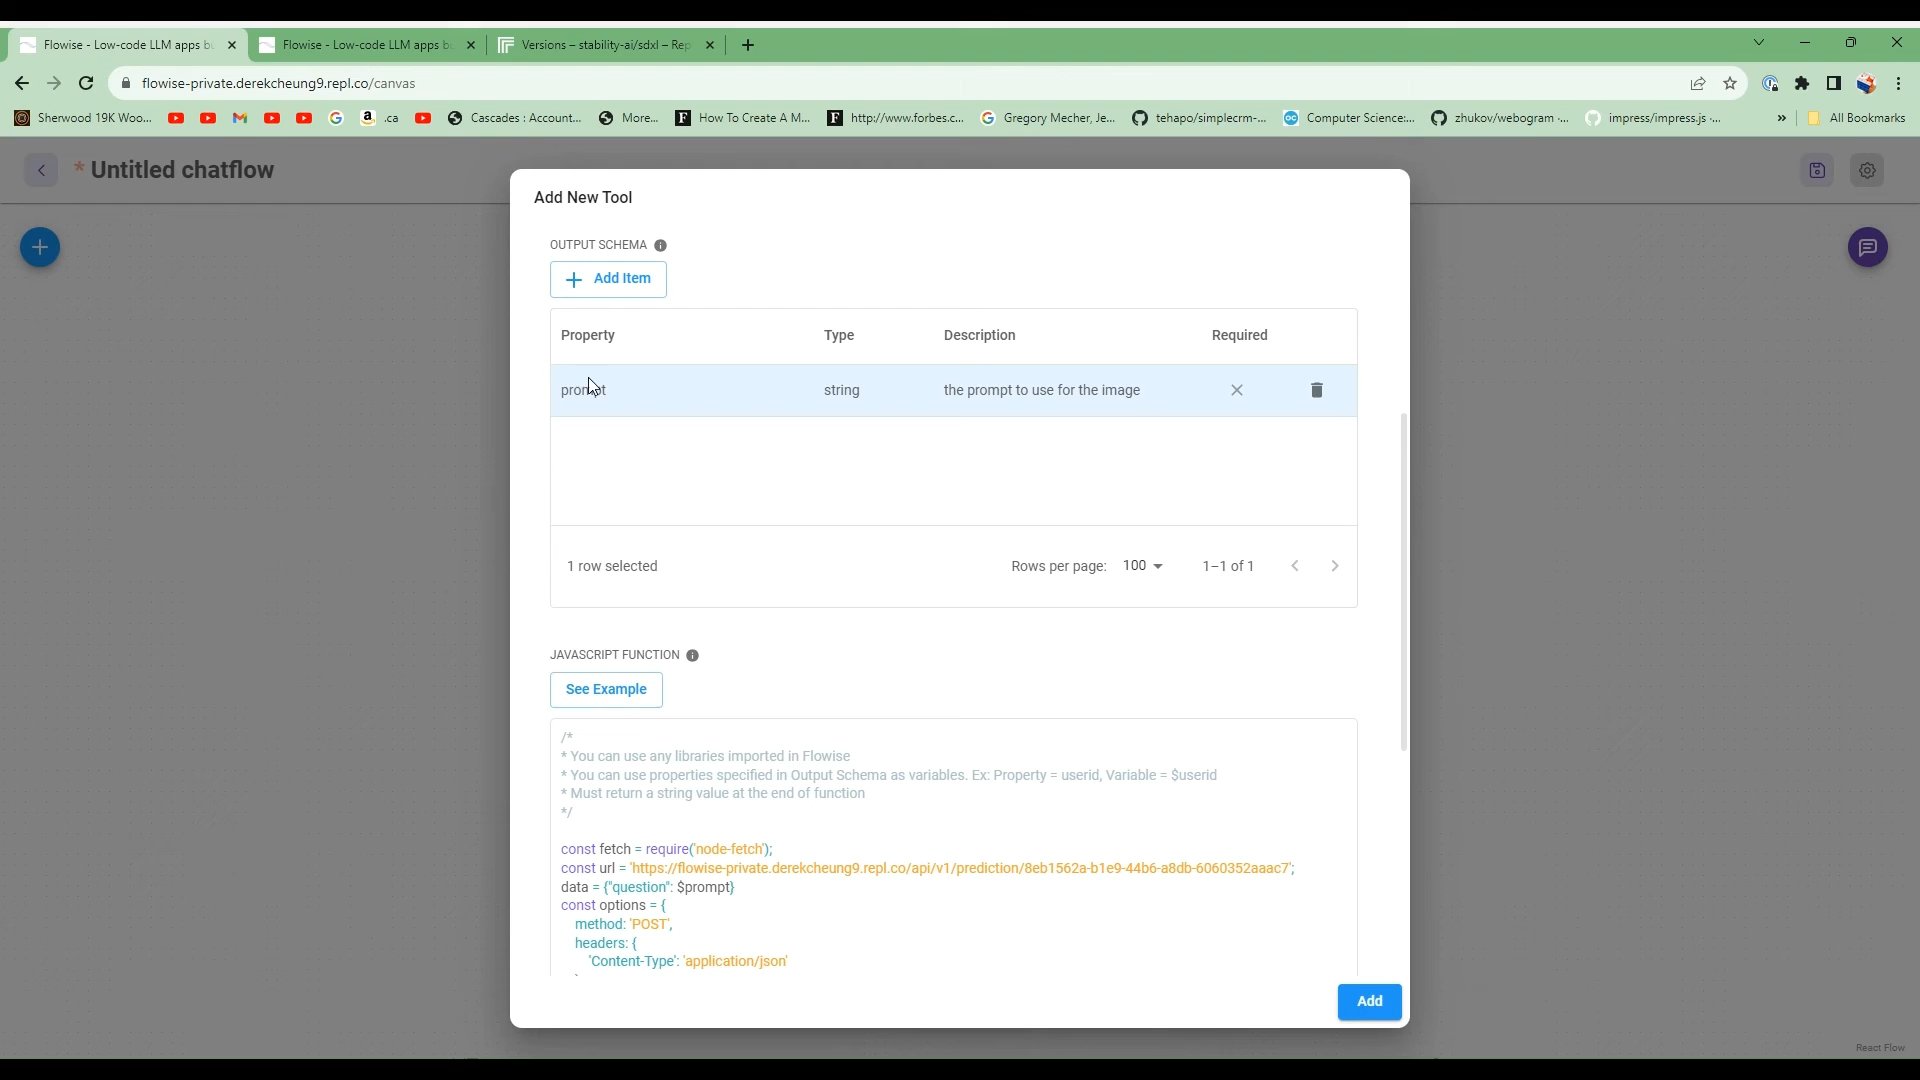 Flowise - Low-code LLM apps bu
Flowise - Low-code LLM apps bu
Versions – stability-ai/sdxl – Rep
flowise-private.derekcheung9.repl.co/canvas
Sherwood 19K Woo...
.ca
Cascades : Account...
More...
How To Create A M...
http://www.forbes.c...
Gregory Mecher, Je...
tehapo/simplecrm-...
Computer Science:...
zhukov/webogram -...
impress/impress.js -...
»
All Bookmarks
* Untitled chatflow
Add New Tool
OUTPUT SCHEMA
Add Item
Property Type Description Required
prompt string the prompt to use for the image
1 row selected Rows per page: 100 1–1 of 1
JAVASCRIPT FUNCTION
See Example
/*
* You can use any libraries imported in Flowise
* You can use properties specified in Output Schema as variables. Ex: Property = userid, Variable = $userid
* Must return a string value at the end of function
*/
const fetch = require('node-fetch');
const url = 'https://flowise-private.derekcheung9.repl.co/api/v1/prediction/8eb1562a-b1e9-44b6-a8db-6060352aaac7';
data = {"question": $prompt}
const options = {
method: 'POST',
headers: {
'Content-Type': 'application/json'
Add
React Flow